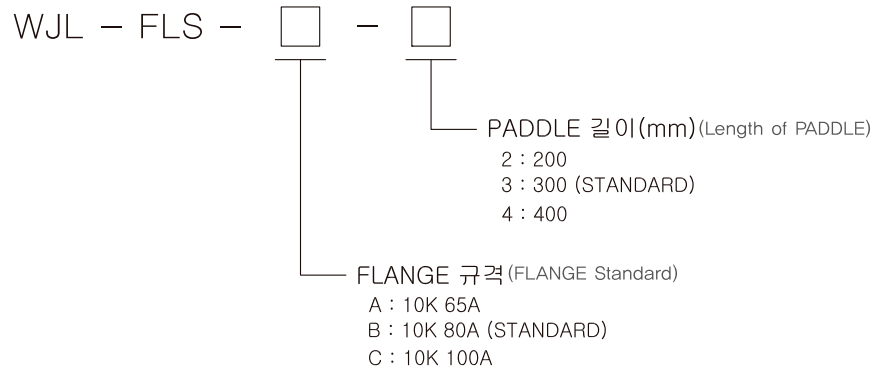 WJL - FLS - □ - □
PADDLE 길이(mm)(Length of PADDLE)
2 : 200
3 : 300 (STANDARD)
4 : 400
FLANGE 규격(FLANGE Standard)
A : 10K 65A
B : 10K 80A (STANDARD)
C : 10K 100A